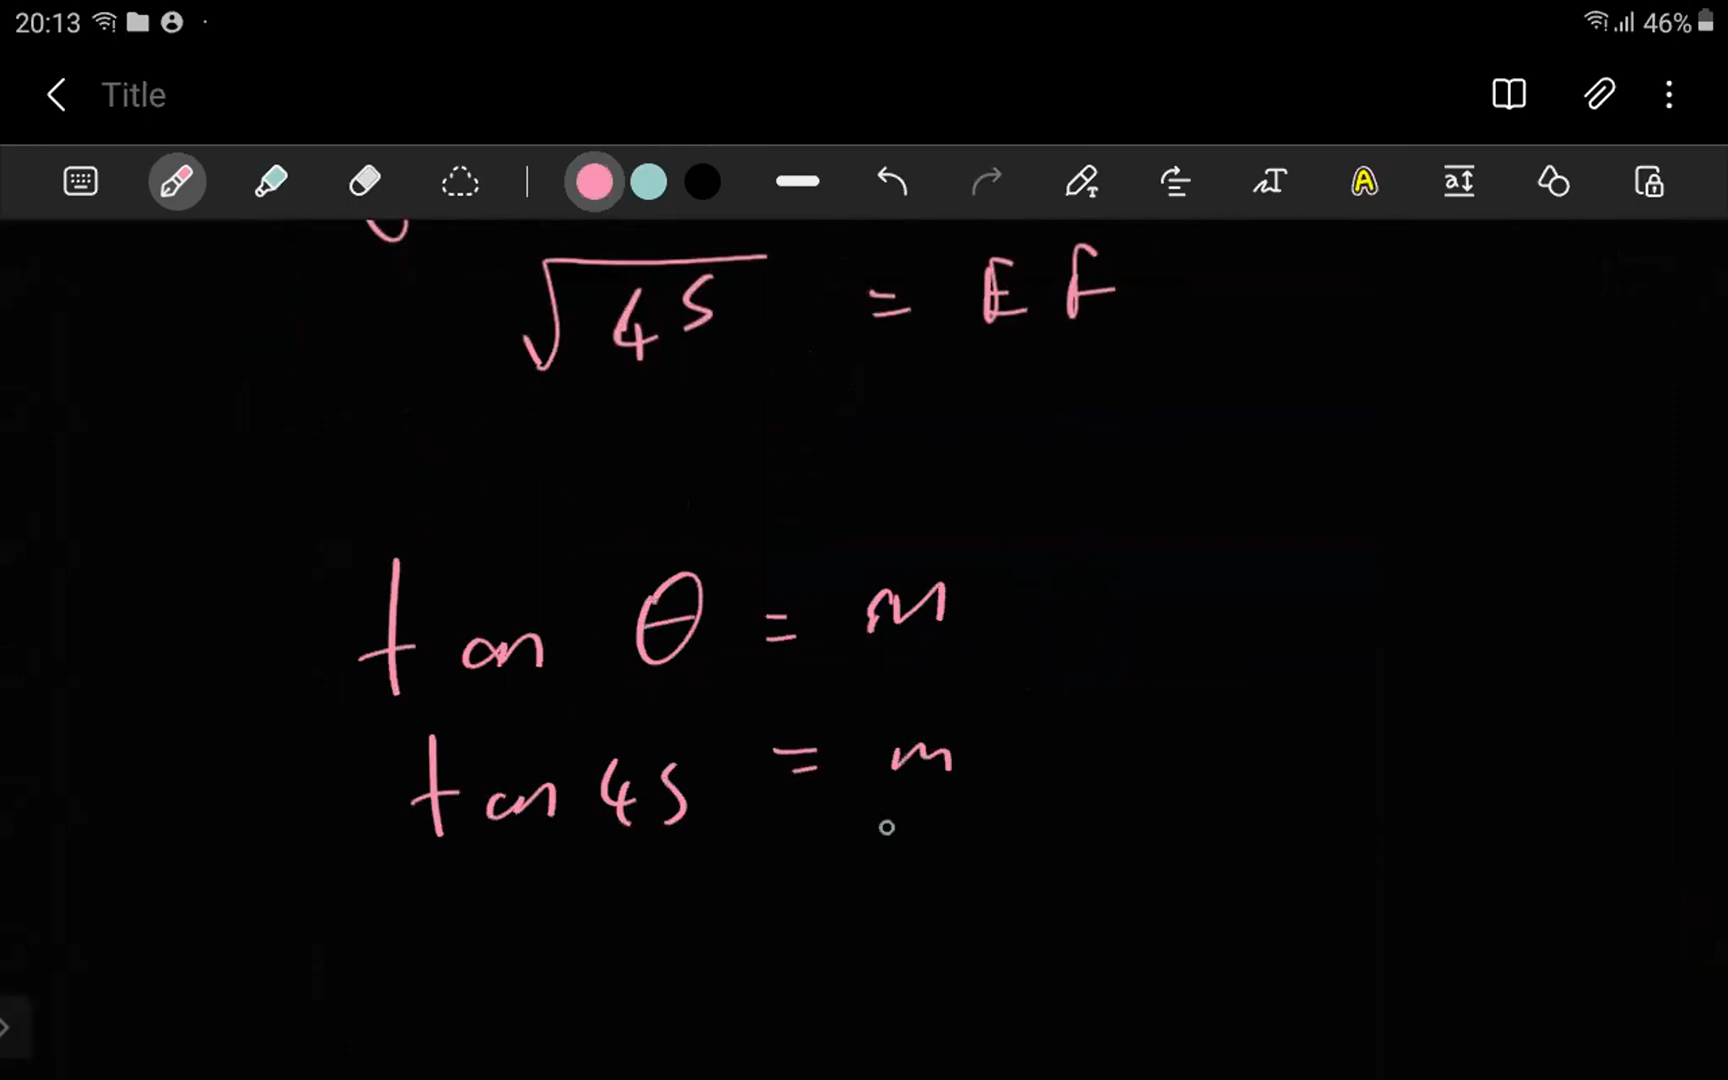 20:13 46%
Title
√45 = EF
tan θ = m
tan 45 = m